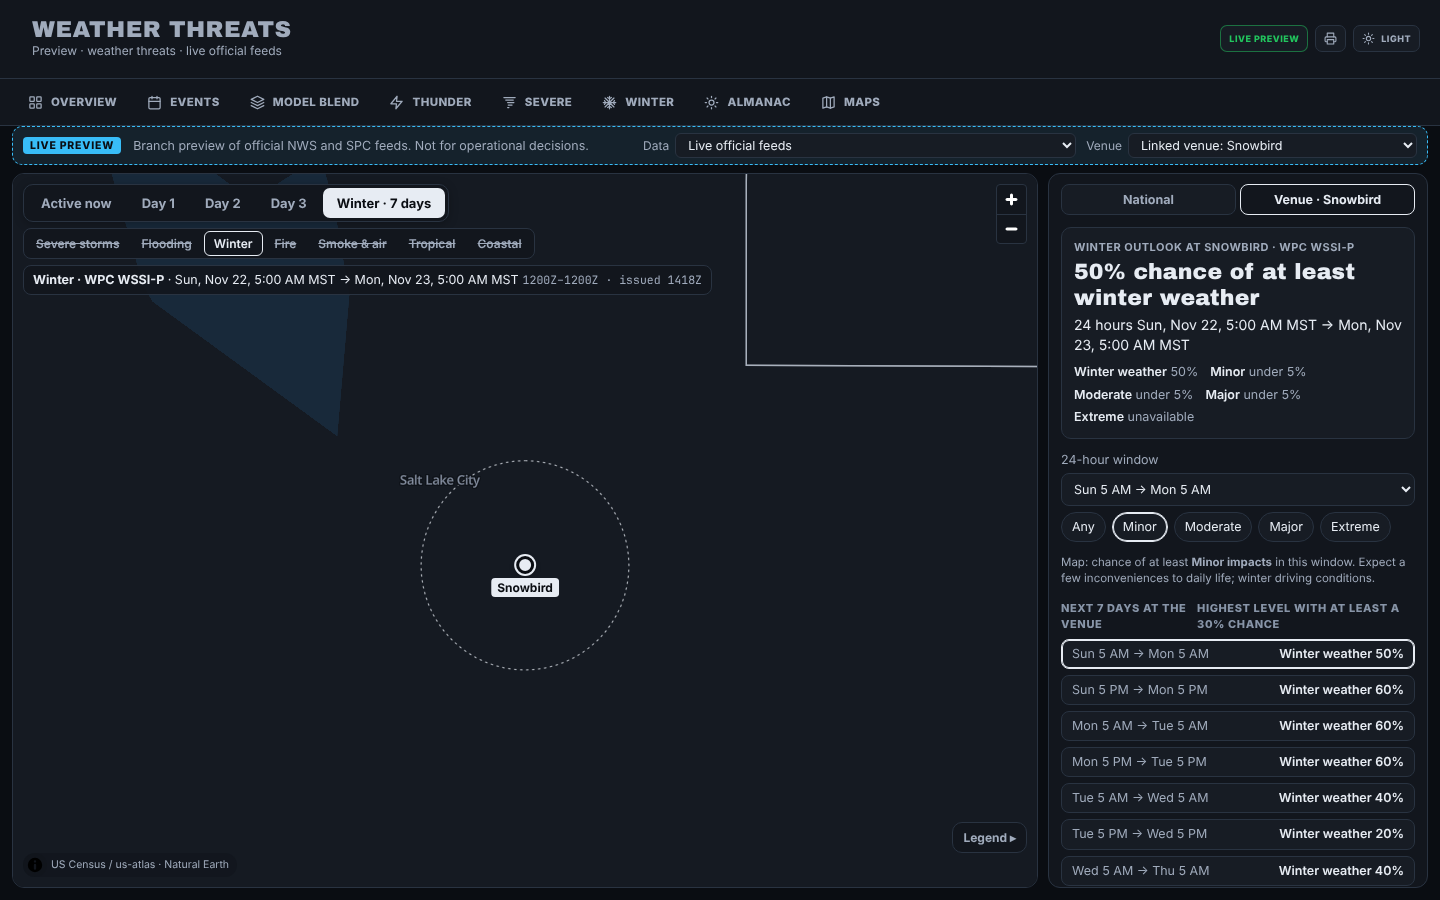 WEATHER THREATS
Preview · weather threats · live official feeds
LIVE PREVIEW
LIGHT
OVERVIEW
EVENTS
MODEL BLEND
THUNDER
SEVERE
WINTER
ALMANAC
MAPS
LIVE PREVIEW
Branch preview of official NWS and SPC feeds. Not for operational decisions.
Data
Live official feeds
Venue
Linked venue: Snowbird
Active now
Day 1
Day 2
Day 3
Winter · 7 days
Severe storms
Flooding
Winter
Fire
Smoke & air
Tropical
Coastal
Winter · WPC WSSI-P · Sun, Nov 22, 5:00 AM MST → Mon, Nov 23, 5:00 AM MST 1200Z–1200Z · issued 1418Z
+
−
Salt Lake City
Snowbird
Legend ▸
US Census / us-atlas · Natural Earth
National
Venue · Snowbird
WINTER OUTLOOK AT SNOWBIRD · WPC WSSI-P
50% chance of at least
winter weather
24 hours Sun, Nov 22, 5:00 AM MST → Mon, Nov
23, 5:00 AM MST
Winter weather 50% Minor under 5%
Moderate under 5% Major under 5%
Extreme unavailable
24-hour window
Sun 5 AM → Mon 5 AM
Any
Minor
Moderate
Major
Extreme
Map: chance of at least Minor impacts in this window. Expect a
few inconveniences to daily life; winter driving conditions.
NEXT 7 DAYS AT THE
VENUE
HIGHEST LEVEL WITH AT LEAST A
30% CHANCE
Sun 5 AM → Mon 5 AM Winter weather 50%
Sun 5 PM → Mon 5 PM Winter weather 60%
Mon 5 AM → Tue 5 AM Winter weather 60%
Mon 5 PM → Tue 5 PM Winter weather 60%
Tue 5 AM → Wed 5 AM Winter weather 40%
Tue 5 PM → Wed 5 PM Winter weather 20%
Wed 5 AM → Thu 5 AM Winter weather 40%